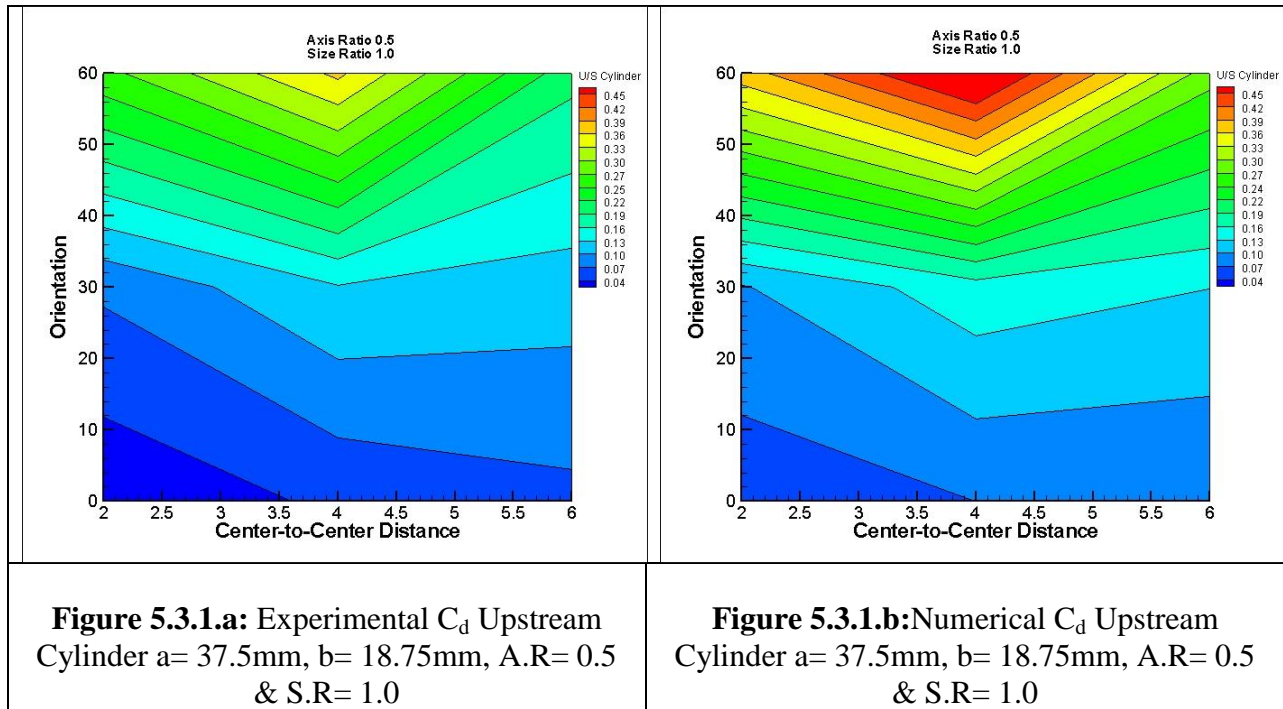 Axis Ratio 0.5
Size Ratio 1.0
U/S Cylinder
0.45
0.42
0.39
0.36
0.33
0.30
0.27
0.25
0.22
0.19
0.16
0.13
0.10
0.07
0.04
Orientation
60
50
40
30
20
10
0
2 2.5 3 3.5 4 4.5 5 5.5 6
Center-to-Center Distance
Axis Ratio 0.5
Size Ratio 1.0
U/S Cylinder
0.45
0.42
0.39
0.36
0.33
0.30
0.27
0.24
0.22
0.19
0.16
0.13
0.10
0.07
0.04
Orientation
60
50
40
30
20
10
0
2 2.5 3 3.5 4 4.5 5 5.5 6
Center-to-Center Distance
Figure 5.3.1.a: Experimental Cd Upstream
Cylinder a= 37.5mm, b= 18.75mm, A.R= 0.5
& S.R= 1.0
Figure 5.3.1.b:Numerical Cd Upstream
Cylinder a= 37.5mm, b= 18.75mm, A.R= 0.5
& S.R= 1.0